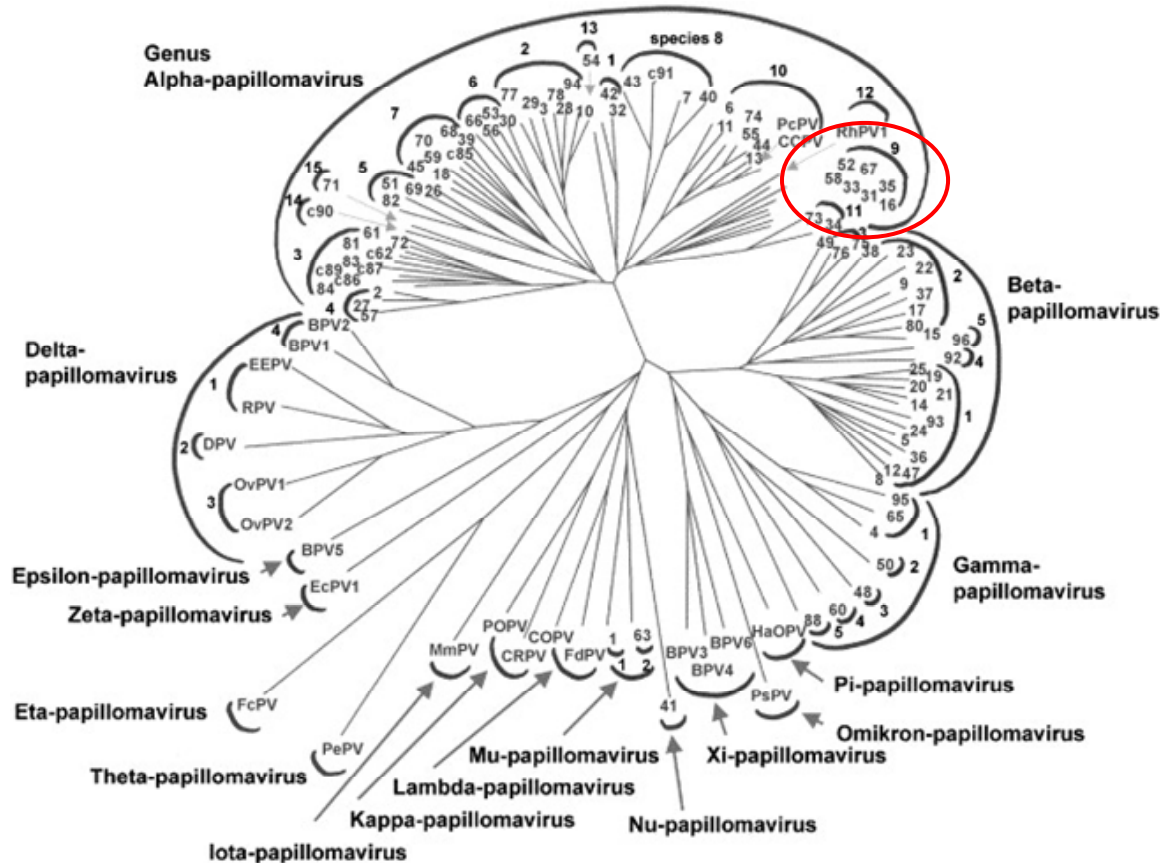 Genus
Alpha-papillomavirus
13
54
2
1
species 8
77
29
3
78
28
94
10
42
32
43
c91
7
40
10
6
11
74
55
44
13
PcPV
CCPV
12
RhPV1
9
52
67
58
33
31
35
16
11
73
34
6
66
53
56
30
7
70
68
39
59
c85
45
18
5
51
69
26
82
15
71
14
c90
3
61
81
72
83
c62
c89
c87
c86
84
4
2
27
57
Delta-
papillomavirus
4
BPV2
BPV1
1
EEPV
RPV
2
DPV
3
OvPV1
OvPV2
Beta-
papillomavirus
3
49
76
75
38
2
23
22
9
37
17
80
15
5
96
4
92
1
25
19
20
21
14
93
24
5
36
12
47
8
Gamma-
papillomavirus
1
95
65
4
2
50
3
48
4
60
5
88
Epsilon-papillomavirus
BPV5
Zeta-papillomavirus
EcPV1
Eta-papillomavirus
FcPV
Theta-papillomavirus
PePV
Iota-papillomavirus
MmPV
Kappa-papillomavirus
POPV
CRPV
Lambda-papillomavirus
COPV
FdPV
Mu-papillomavirus
1
63
1
2
Nu-papillomavirus
41
Xi-papillomavirus
BPV3
BPV4
BPV6
Omikron-papillomavirus
PsPV
Pi-papillomavirus
HaOPV